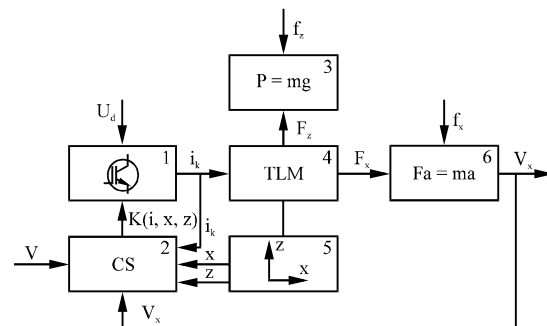 f_z
3
P = mg
U_d
F_z
f_x
1
i_k
4
TLM
F_x
6
Fa = ma
V_x
K(i, x, z)
i_k
V
2
CS
x
z
5
z
x
V_x